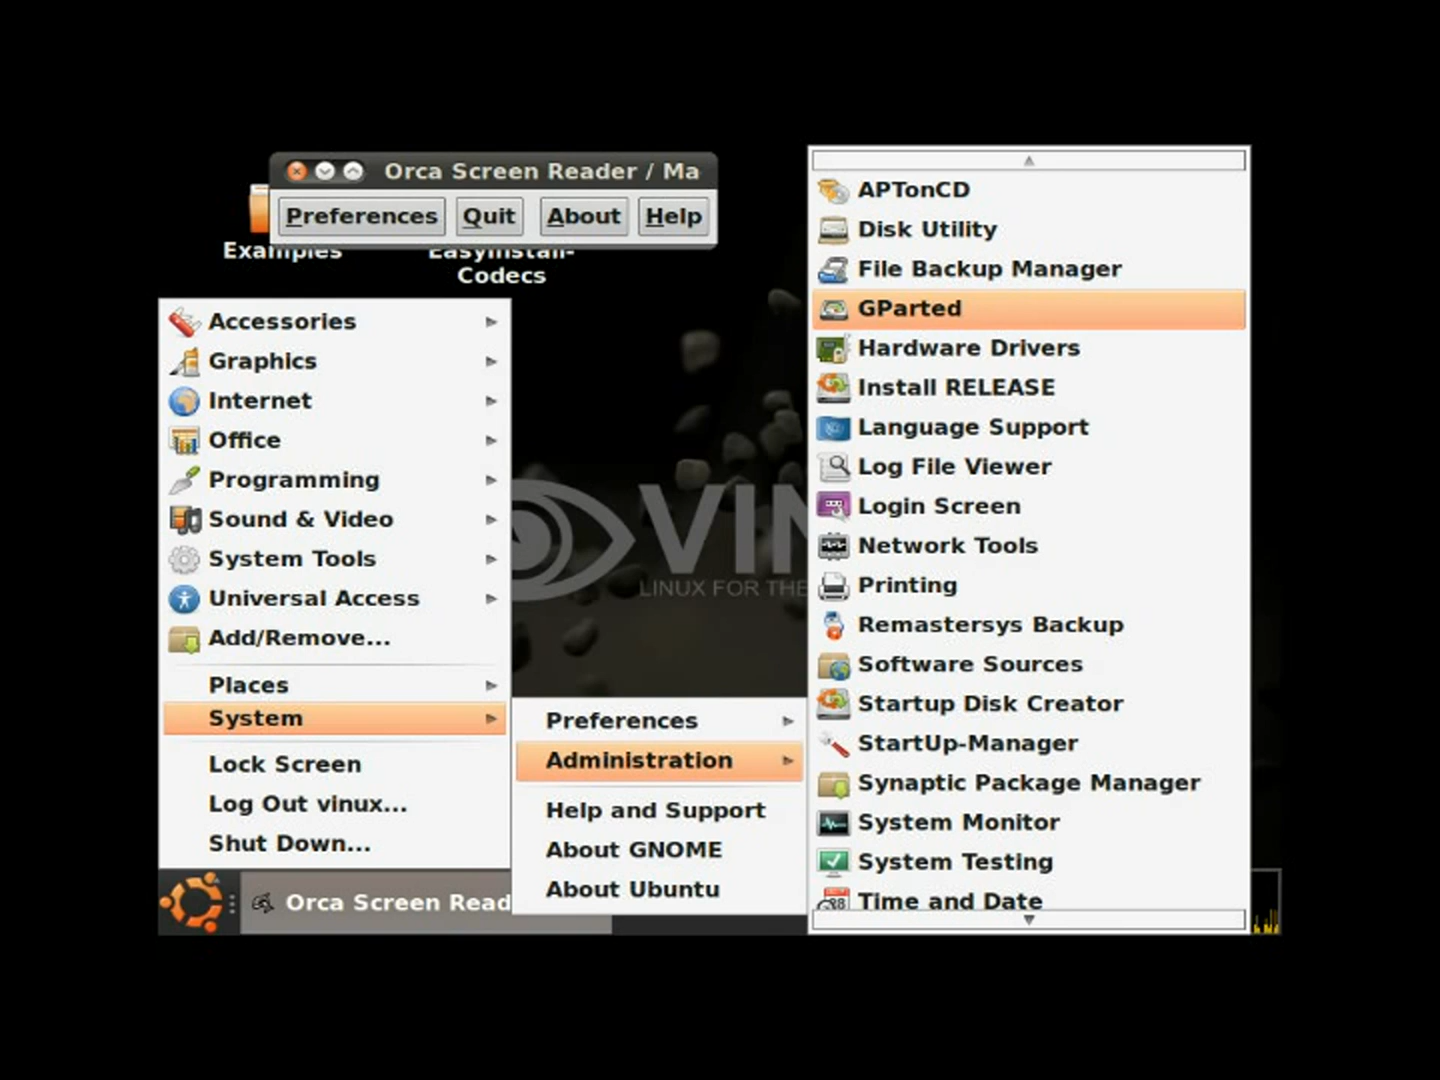 Orca Screen Reader / Ma
Preferences Quit About Help
Examples
EasyInstall-
Codecs
Accessories
Graphics
Internet
Office
Programming
Sound & Video
System Tools
Universal Access
Add/Remove...
Places
System
Lock Screen
Log Out vinux...
Shut Down...
Orca Screen Read
VIN
LINUX FOR THE
Preferences
Administration
Help and Support
About GNOME
About Ubuntu
APTonCD
Disk Utility
File Backup Manager
GParted
Hardware Drivers
Install RELEASE
Language Support
Log File Viewer
Login Screen
Network Tools
Printing
Remastersys Backup
Software Sources
Startup Disk Creator
StartUp-Manager
Synaptic Package Manager
System Monitor
System Testing
Time and Date